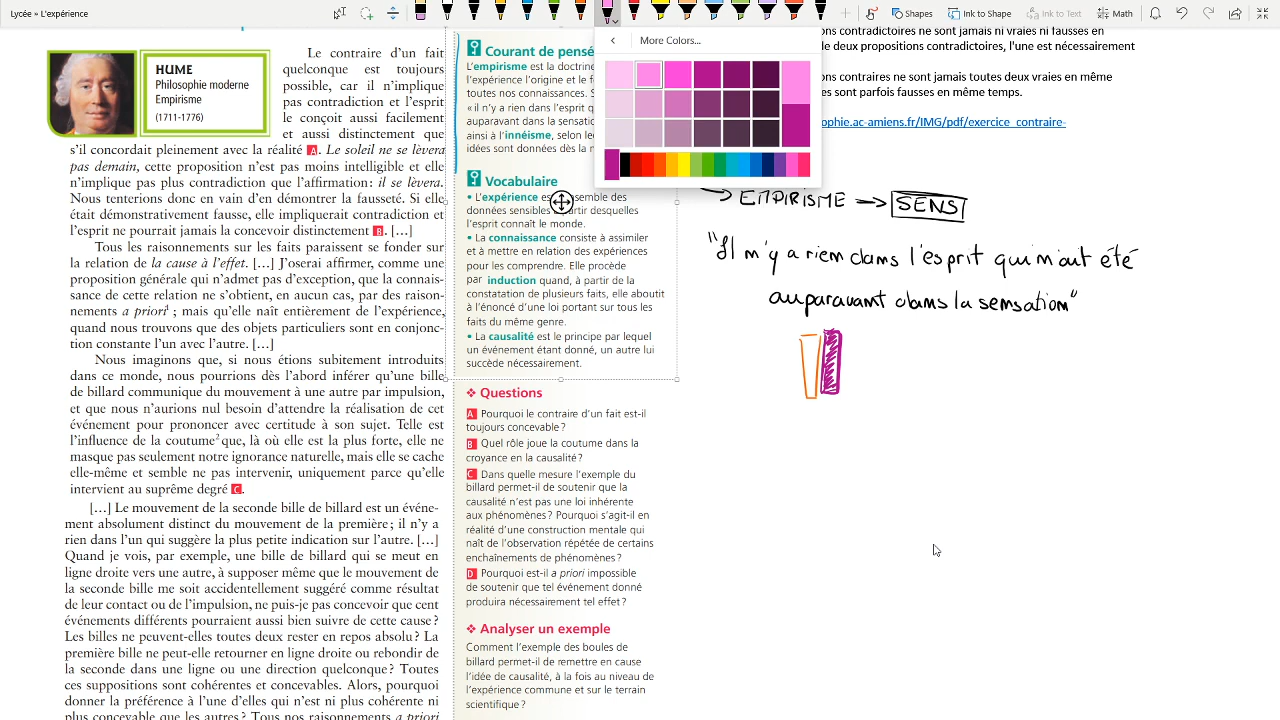 Lycée » L'expérience
Shapes
Ink to Shape
Ink to Text
Math
More Colors...
HUME
Philosophie moderne
Empirisme
(1711-1776)
Le contraire d'un fait
quelconque est toujours
possible, car il n'implique
pas contradiction et l'esprit
le conçoit aussi facilement
et aussi distinctement que
s'il concordait pleinement avec la réalité A. Le soleil ne se lèvera
pas demain, cette proposition n'est pas moins intelligible et elle
n'implique pas plus contradiction que l'affirmation : il se lèvera.
Nous tenterions donc en vain d'en démontrer la fausseté. Si elle
était démonstrativement fausse, elle impliquerait contradiction et
l'esprit ne pourrait jamais la concevoir distinctement B. […]
Tous les raisonnements sur les faits paraissent se fonder sur
la relation de la cause à l'effet. […] J'oserai affirmer, comme une
proposition générale qui n'admet pas d'exception, que la connais-
sance de cette relation ne s'obtient, en aucun cas, par des raison-
nements a priori¹ ; mais qu'elle naît entièrement de l'expérience,
quand nous trouvons que des objets particuliers sont en conjonc-
tion constante l'un avec l'autre. […]
Nous imaginons que, si nous étions subitement introduits
dans ce monde, nous pourrions dès l'abord inférer qu'une bille
de billard communique du mouvement à une autre par impulsion,
et que nous n'aurions nul besoin d'attendre la réalisation de cet
événement pour prononcer avec certitude à son sujet. Telle est
l'influence de la coutume² que, là où elle est la plus forte, elle ne
masque pas seulement notre ignorance naturelle, mais elle se cache
elle-même et semble ne pas intervenir, uniquement parce qu'elle
intervient au suprême degré C.
[…] Le mouvement de la seconde bille de billard est un événe-
ment absolument distinct du mouvement de la première ; il n'y a
rien dans l'un qui suggère la plus petite indication sur l'autre. […]
Quand je vois, par exemple, une bille de billard qui se meut en
ligne droite vers une autre, à supposer même que le mouvement de
la seconde bille me soit accidentellement suggéré comme résultat
de leur contact ou de l'impulsion, ne puis-je pas concevoir que cent
événements différents pourraient aussi bien suivre de cette cause ?
Les billes ne peuvent-elles toutes deux rester en repos absolu ? La
première bille ne peut-elle retourner en ligne droite ou rebondir de
la seconde dans une ligne ou une direction quelconque ? Toutes
ces suppositions sont cohérentes et concevables. Alors, pourquoi
donner la préférence à l'une d'elles qui n'est ni plus cohérente ni
plus concevable que les autres ? Tous nos raisonnements a priori
Courant de pensé
L'empirisme est la doctrine
l'expérience l'origine et le f
toutes nos connaissances. S
« il n'y a rien dans l'esprit q
auparavant dans la sensatio
ainsi à l'innéisme, selon le
idées sont données dès la n
Vocabulaire
• L'expérience es semble des
données sensibles partir desquelles
l'esprit connaît le monde.
• La connaissance consiste à assimiler
et à mettre en relation des expériences
pour les comprendre. Elle procède
par induction quand, à partir de la
constatation de plusieurs faits, elle aboutit
à l'énoncé d'une loi portant sur tous les
faits du même genre.
• La causalité est le principe par lequel
un événement étant donné, un autre lui
succède nécessairement.
❖ Questions
A Pourquoi le contraire d'un fait est-il
toujours concevable ?
B Quel rôle joue la coutume dans la
croyance en la causalité ?
C Dans quelle mesure l'exemple du
billard permet-il de soutenir que la
causalité n'est pas une loi inhérente
aux phénomènes ? Pourquoi s'agit-il en
réalité d'une construction mentale qui
naît de l'observation répétée de certains
enchaînements de phénomènes ?
D Pourquoi est-il a priori impossible
de soutenir que tel événement donné
produira nécessairement tel effet ?
❖ Analyser un exemple
Comment l'exemple des boules de
billard permet-il de remettre en cause
l'idée de causalité, à la fois au niveau de
l'expérience commune et sur le terrain
scientifique ?
ons contradictoires ne sont jamais ni vraies ni fausses en
le deux propositions contradictoires, l'une est nécessairement
ons contraires ne sont jamais toutes deux vraies en même
es sont parfois fausses en même temps.
ophie.ac-amiens.fr/IMG/pdf/exercice_contraire-
→ EMPIRISME → SENS
"Il n'y a rien dans l'esprit qui n'ait été
auparavant dans la sensation"